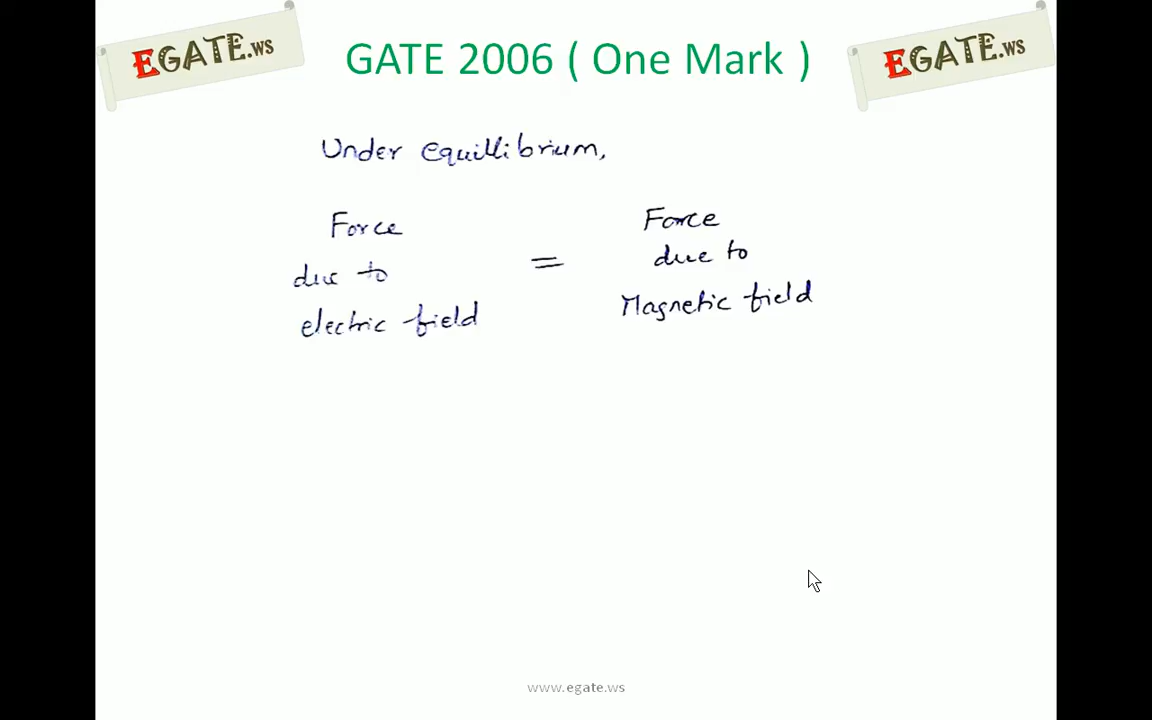 EGATE.ws
GATE 2006 ( One Mark )
EGATE.ws
Under equillibrium,
Force
due to
electric field
=
Force
due to
Magnetic field
www.egate.ws